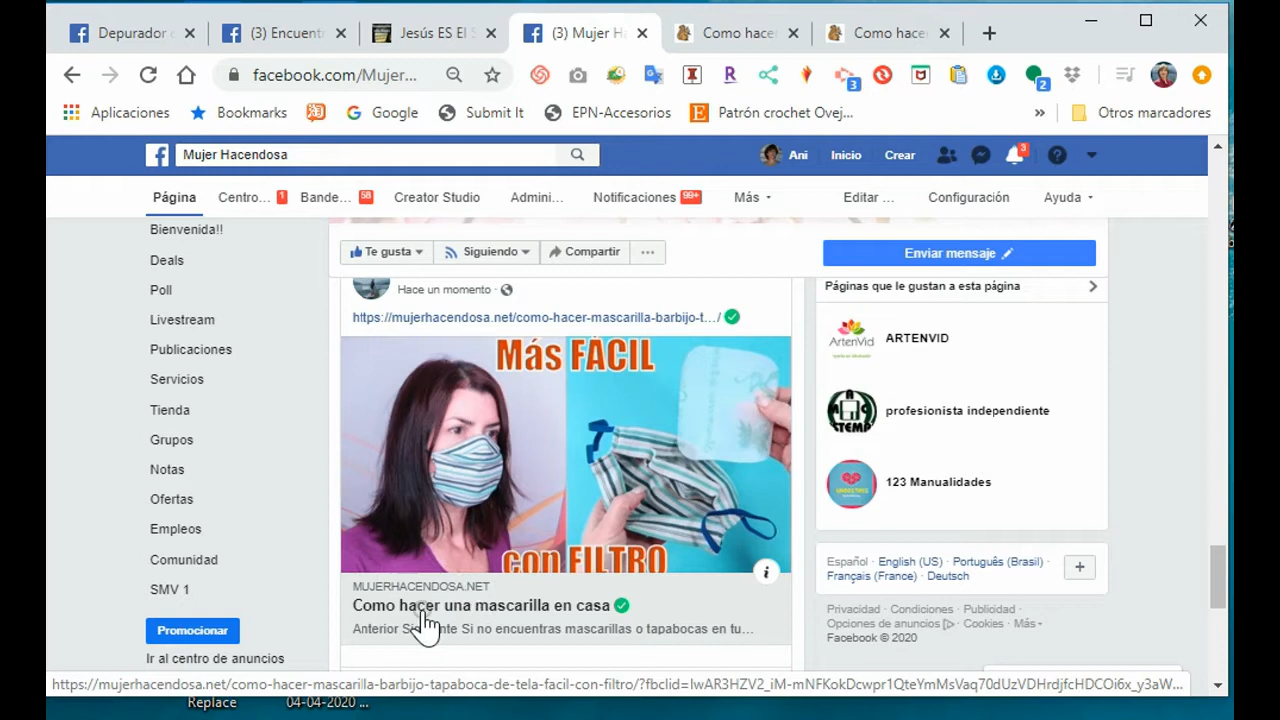 Depurador
(3) Encuent
Jesús ES El S
(3) Mujer H
Como hace
Como hace
facebook.com/Mujer...
3
2
Aplicaciones
Bookmarks
Google
Submit It
EPN-Accesorios
Patrón crochet Ovej...
»
Otros marcadores
Mujer Hacendosa
Ani
Inicio
Crear
3
Página
Centro... 1
Bande... 58
Creator Studio
Admini...
Notificaciones 99+
Más
Editar ...
Configuración
Ayuda
Bienvenida!!
Deals
Poll
Livestream
Publicaciones
Servicios
Tienda
Grupos
Notas
Ofertas
Empleos
Comunidad
SMV 1
Promocionar
Ir al centro de anuncios
Te gusta
Siguiendo
Compartir
...
Enviar mensaje
Hace un momento ·
https://mujerhacendosa.net/como-hacer-mascarilla-barbijo-t.../
Más FÁCIL
con FILTRO
MUJERHACENDOSA.NET
Como hacer una mascarilla en casa
Anterior Si no encuentras mascarillas o tapabocas en tu...
Páginas que le gustan a esta página
ArtenVid
ARTENVID
profesionista independiente
123 Manualidades
Español · English (US) · Português (Brasil) ·
Français (France) · Deutsch
Privacidad · Condiciones · Publicidad ·
Opciones de anuncios · Cookies · Más
Facebook © 2020
https://mujerhacendosa.net/como-hacer-mascarilla-barbijo-tapaboca-de-tela-facil-con-filtro/?fbclid=IwAR3HZV2_iM-mNFKokDcwpr1QteYmMsVaq70dUzVDHrdjfcHDCOi6x_y3aW...
Replace
04-04-2020 ...